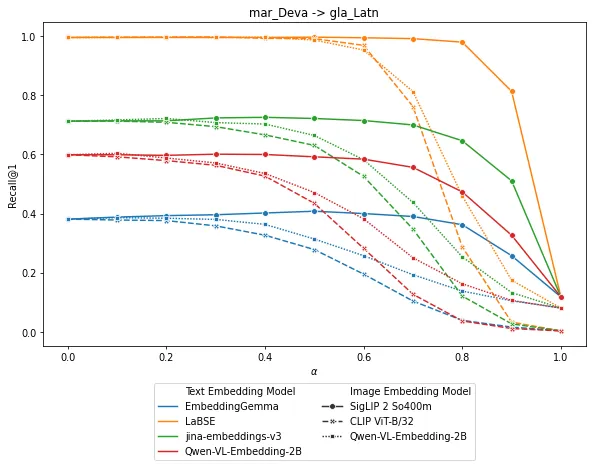 mar_Deva -> gla_Latn
1.0
0.8
0.6
0.4
0.2
0.0
Recall@1
0.0 0.2 0.4 0.6 0.8 1.0
α
Text Embedding Model
EmbeddingGemma
LaBSE
jina-embeddings-v3
Qwen-VL-Embedding-2B
Image Embedding Model
SigLIP 2 So400m
CLIP ViT-B/32
Qwen-VL-Embedding-2B